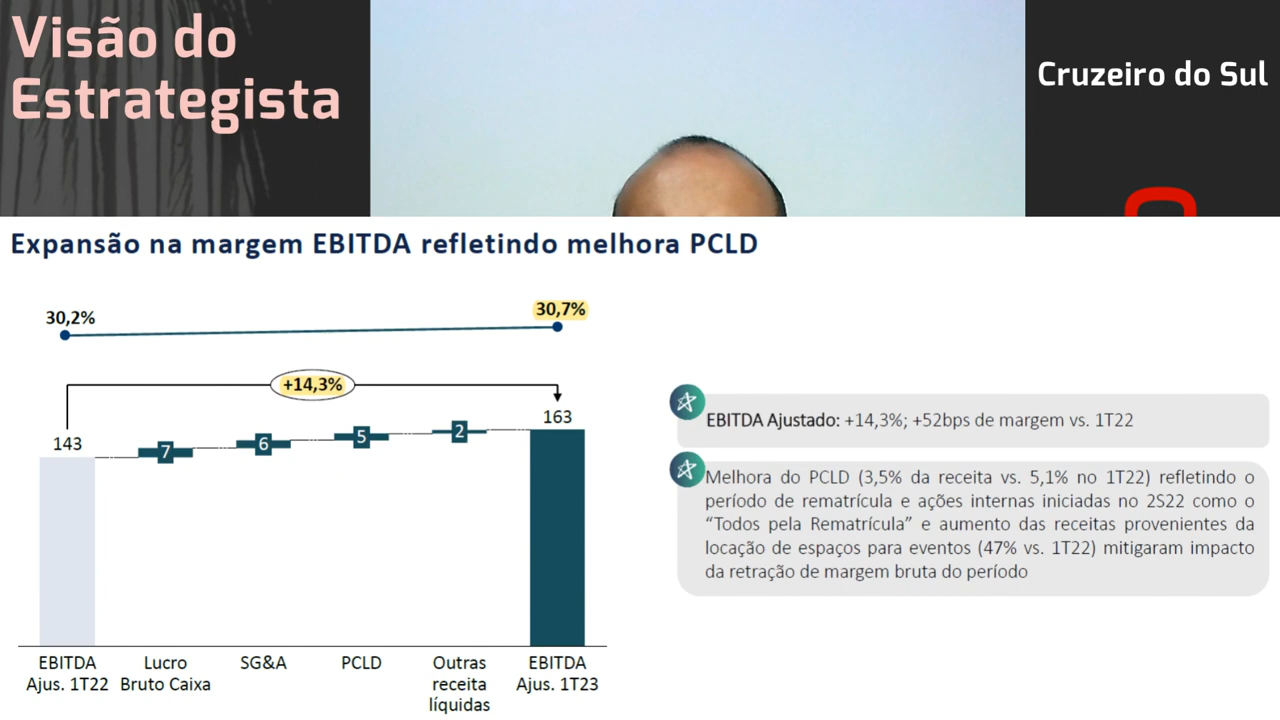 Visão do
Estrategista
Cruzeiro do Sul
Expansão na margem EBITDA refletindo melhora PCLD
30,2%
30,7%
+14,3%
143
7
6
5
2
163
EBITDA
Ajus. 1T22
Lucro
Bruto Caixa
SG&A
PCLD
Outras
receita
líquidas
EBITDA
Ajus. 1T23
EBITDA Ajustado: +14,3%; +52bps de margem vs. 1T22
Melhora do PCLD (3,5% da receita vs. 5,1% no 1T22) refletindo o
período de rematrícula e ações internas iniciadas no 2S22 como o
“Todos pela Rematrícula” e aumento das receitas provenientes da
locação de espaços para eventos (47% vs. 1T22) mitigaram impacto
da retração de margem bruta do período